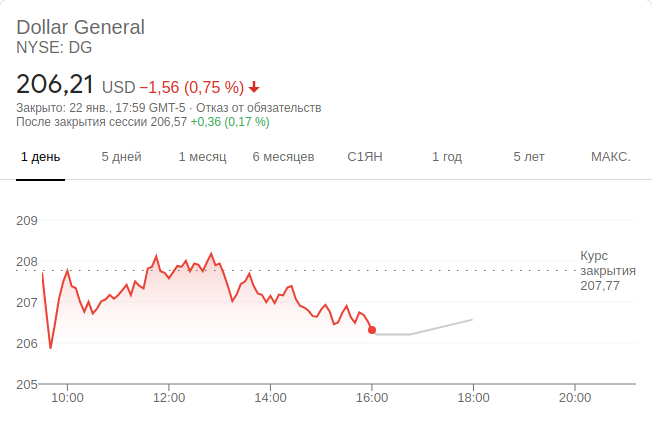 Dollar General
NYSE: DG
206,21 USD −1,56 (0,75 %)
Закрыто: 22 янв., 17:59 GMT-5 · Отказ от обязательств
После закрытия сессии 206,57 +0,36 (0,17 %)
1 день 5 дней 1 месяц 6 месяцев С1ЯН 1 год 5 лет МАКС.
209
208
207
206
205
Курс
закрытия
207,77
10:00 12:00 14:00 16:00 18:00 20:00